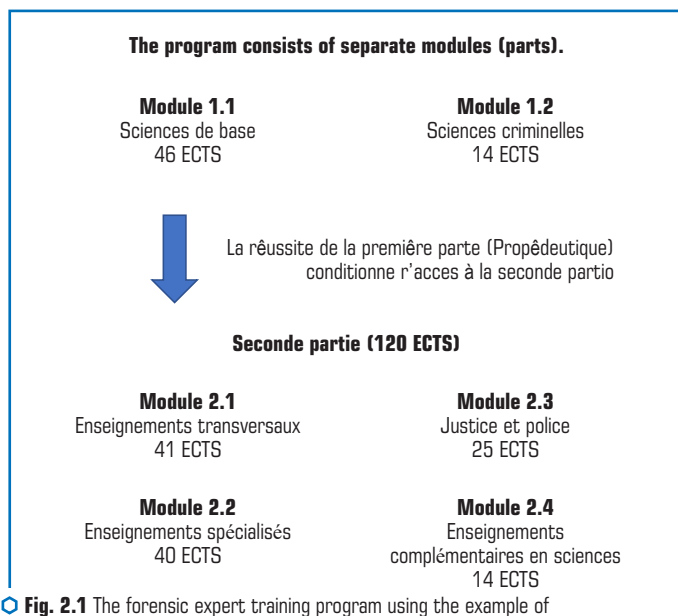 The program consists of separate modules (parts).
Module 1.1
Sciences de base
46 ECTS
Module 1.2
Sciences criminelles
14 ECTS
La rêussite de la premiêre parte (Propêdeutique)
conditionne r'acces à la seconde partio
Seconde partie (120 ECTS)
Module 2.1
Enseignements transversaux
41 ECTS
Module 2.3
Justice et police
25 ECTS
Module 2.2
Enseignements spécialisés
40 ECTS
Module 2.4
Enseignements
complémentaires en sciences
14 ECTS
Fig. 2.1 The forensic expert training program using the example of